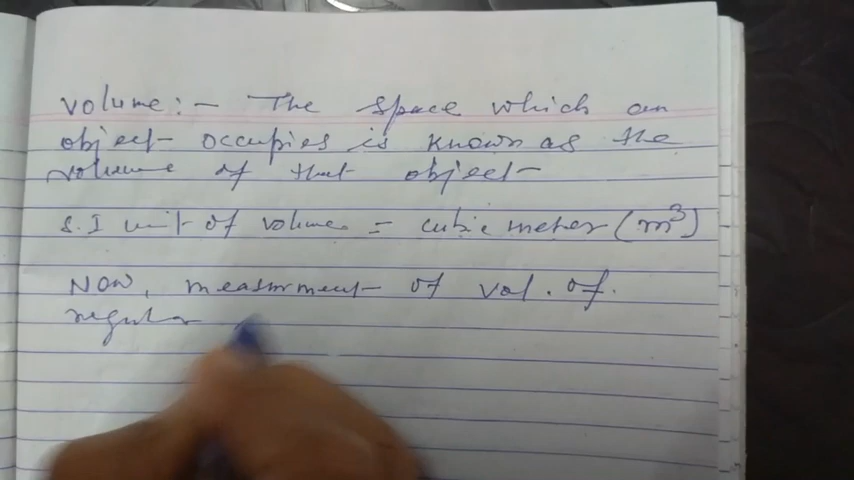 Volume:- The space which an
object occupies is known as the
volume of that object
S.I unit of volume = cubic meter (m³)
Now, measurment of vol. of.
regular